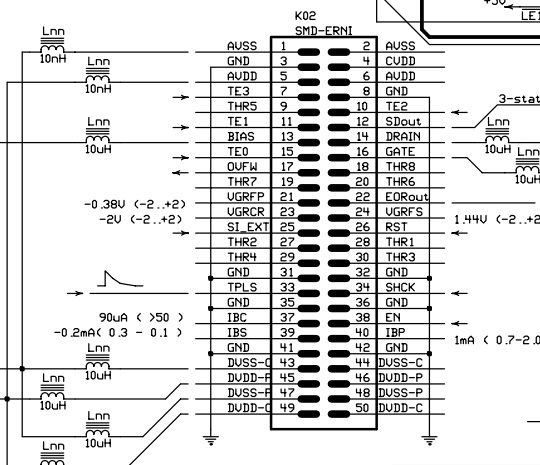 +5V
K02
LE1
SMD-ERNI
Lnn
10nH
AVSS 1 2 AVSS
GND 3 4 CVDD
Lnn
10nH
AVDD 5 6 AVDD
TE3 7 8 GND
3-stat
THR5 9 10 TE2
Lnn
10uH
TE1 11 12 SDout
Lnn
BIAS 13 14 DRAIN
10uH
TE0 15 16 GATE
Lnn
10uH
OVFW 17 18 THR8
THR7 19 20 THR6
-0.38V (-2..+2) VGRFP 21 22 EORout
-2V (-2..+2) VGRCR 23 24 VGRFS 1.44V (-2..+2
SI_EXT 25 26 RST
THR2 27 28 THR1
THR4 29 30 THR3
GND 31 32 GND
TPLS 33 34 SHCK
GND 35 36 GND
90uA ( >50 ) IBC 37 38 EN
-0.2mA( 0.3 - 0.1 ) IBS 39 40 IBP 1mA ( 0.7-2.0
GND 41 42 GND
Lnn
10uH
DVSS-C 43 44 DVSS-C
DVDD-P 45 46 DVDD-P
Lnn
10uH
DVSS-P 47 48 DVSS-P
DVDD-C 49 50 DVDD-C
Lnn
10uH
Lnn